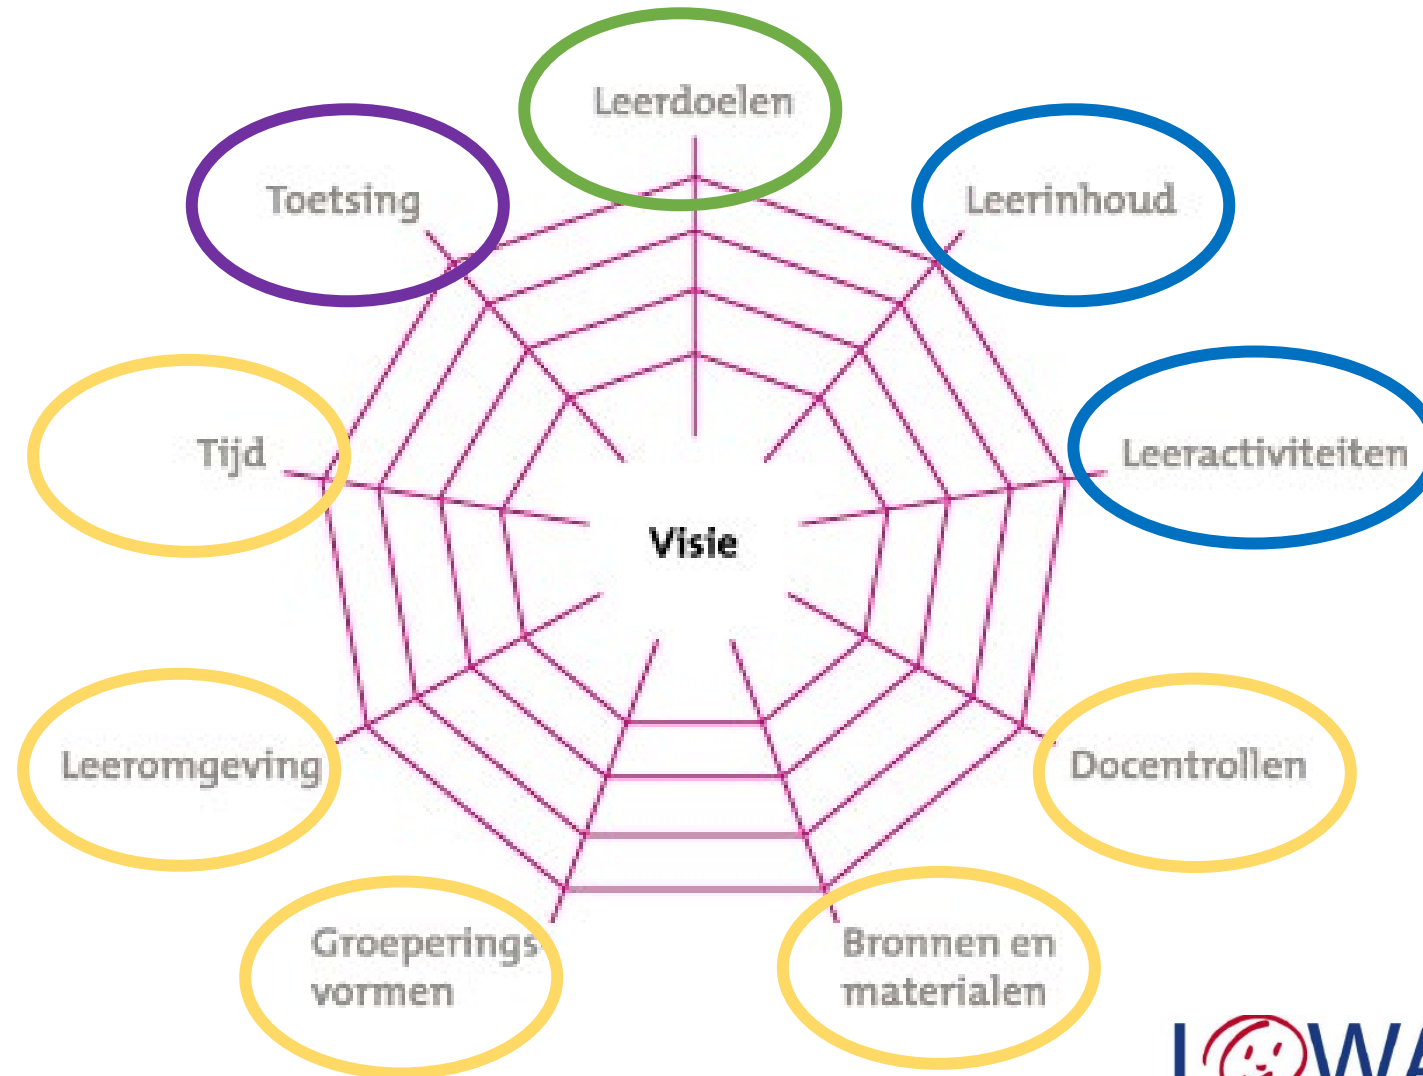 Leerdoelen
Toetsing
Leerinhoud
Tijd
Leeractiviteiten
Visie
Leeromgeving
Docentrollen
Groeperings
vormen
Bronnen en
materialen